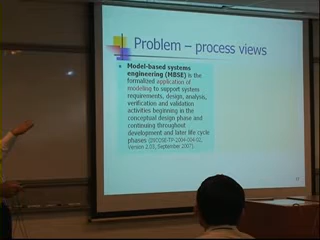 Problem – process views
Model-based systems
engineering (MBSE) is the
formalized application of
modeling to support system
requirements, design, analysis,
verification and validation
activities beginning in the
conceptual design phase and
continuing throughout
development and later life cycle
phases (INCOSE-TP-2004-004-02,
Version 2.03, September 2007).